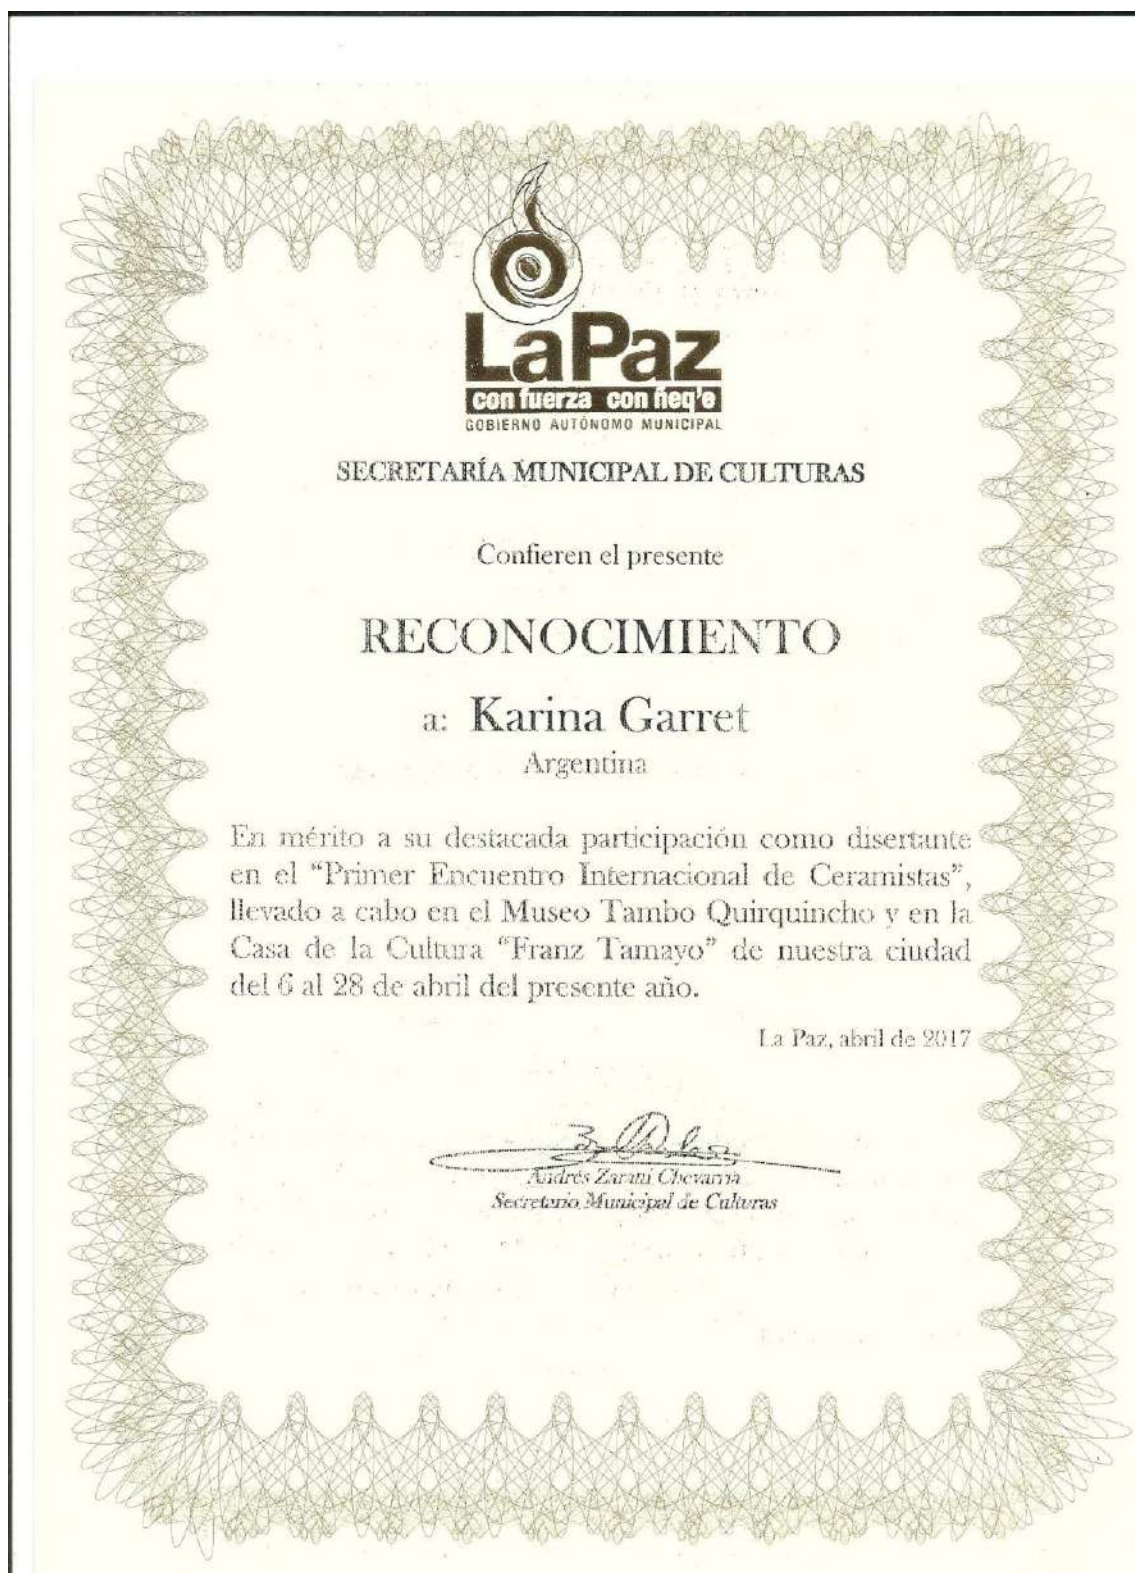 LaPaz
con fuerza con ñeq'e
GOBIERNO AUTÓNOMO MUNICIPAL
SECRETARÍA MUNICIPAL DE CULTURAS
Confieren el presente
RECONOCIMIENTO
a: Karina Garret
Argentina
En mérito a su destacada participación como disertante
en el “Primer Encuentro Internacional de Ceramistas”,
llevado a cabo en el Museo Tambo Quirquincho y en la
Casa de la Cultura “Franz Tamayo” de nuestra ciudad
del 6 al 28 de abril del presente año.
La Paz, abril de 2017
Andrés Zaratti Chevarría
Secretario Municipal de Culturas